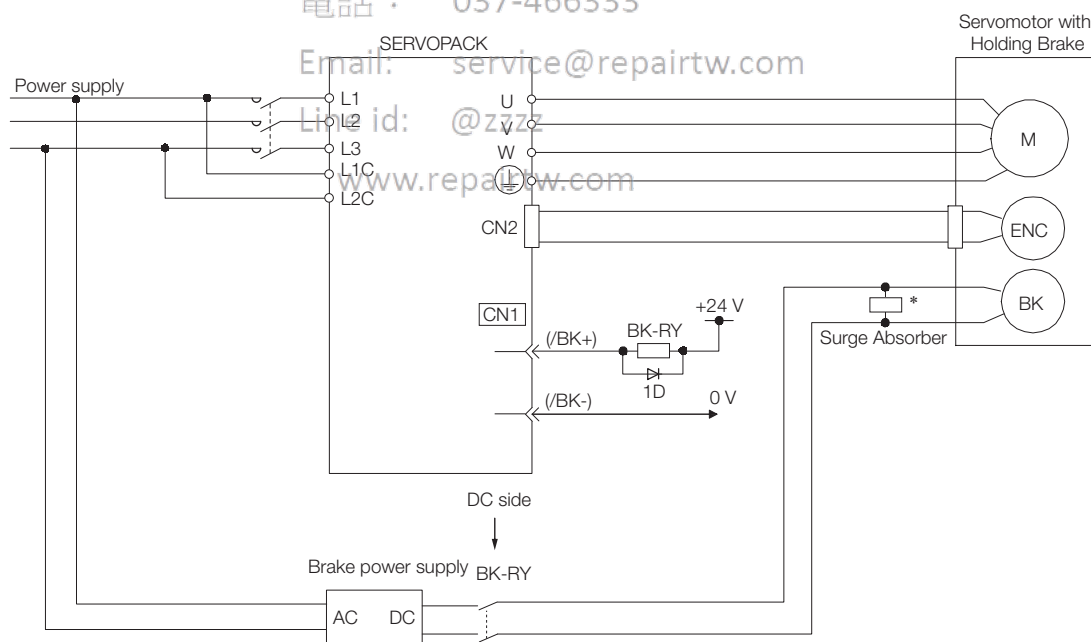 電話： 037-466333
Servomotor with
Holding Brake
SERVOPACK
Email: service@repairtw.com
Power supply
L1
U
Line id: @zzzz
L2
V
L3
W
M
L1C
www.repairtw.com
L2C
CN2
ENC
CN1
+24 V
BK
(/BK+)
BK-RY
*
Surge Absorber
1D
(/BK-)
0 V
DC side
Brake power supply
BK-RY
AC
DC